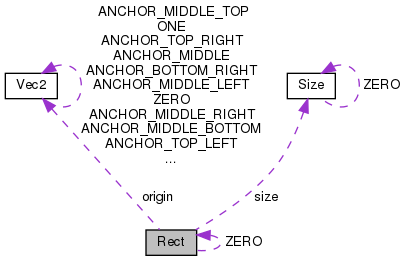 ANCHOR_MIDDLE_TOP
ONE
ANCHOR_TOP_RIGHT
ANCHOR_MIDDLE
ANCHOR_BOTTOM_RIGHT
ANCHOR_MIDDLE_LEFT
ZERO
ANCHOR_MIDDLE_RIGHT
ANCHOR_MIDDLE_BOTTOM
ANCHOR_TOP_LEFT
...
Vec2
Size
ZERO
origin
size
Rect
ZERO